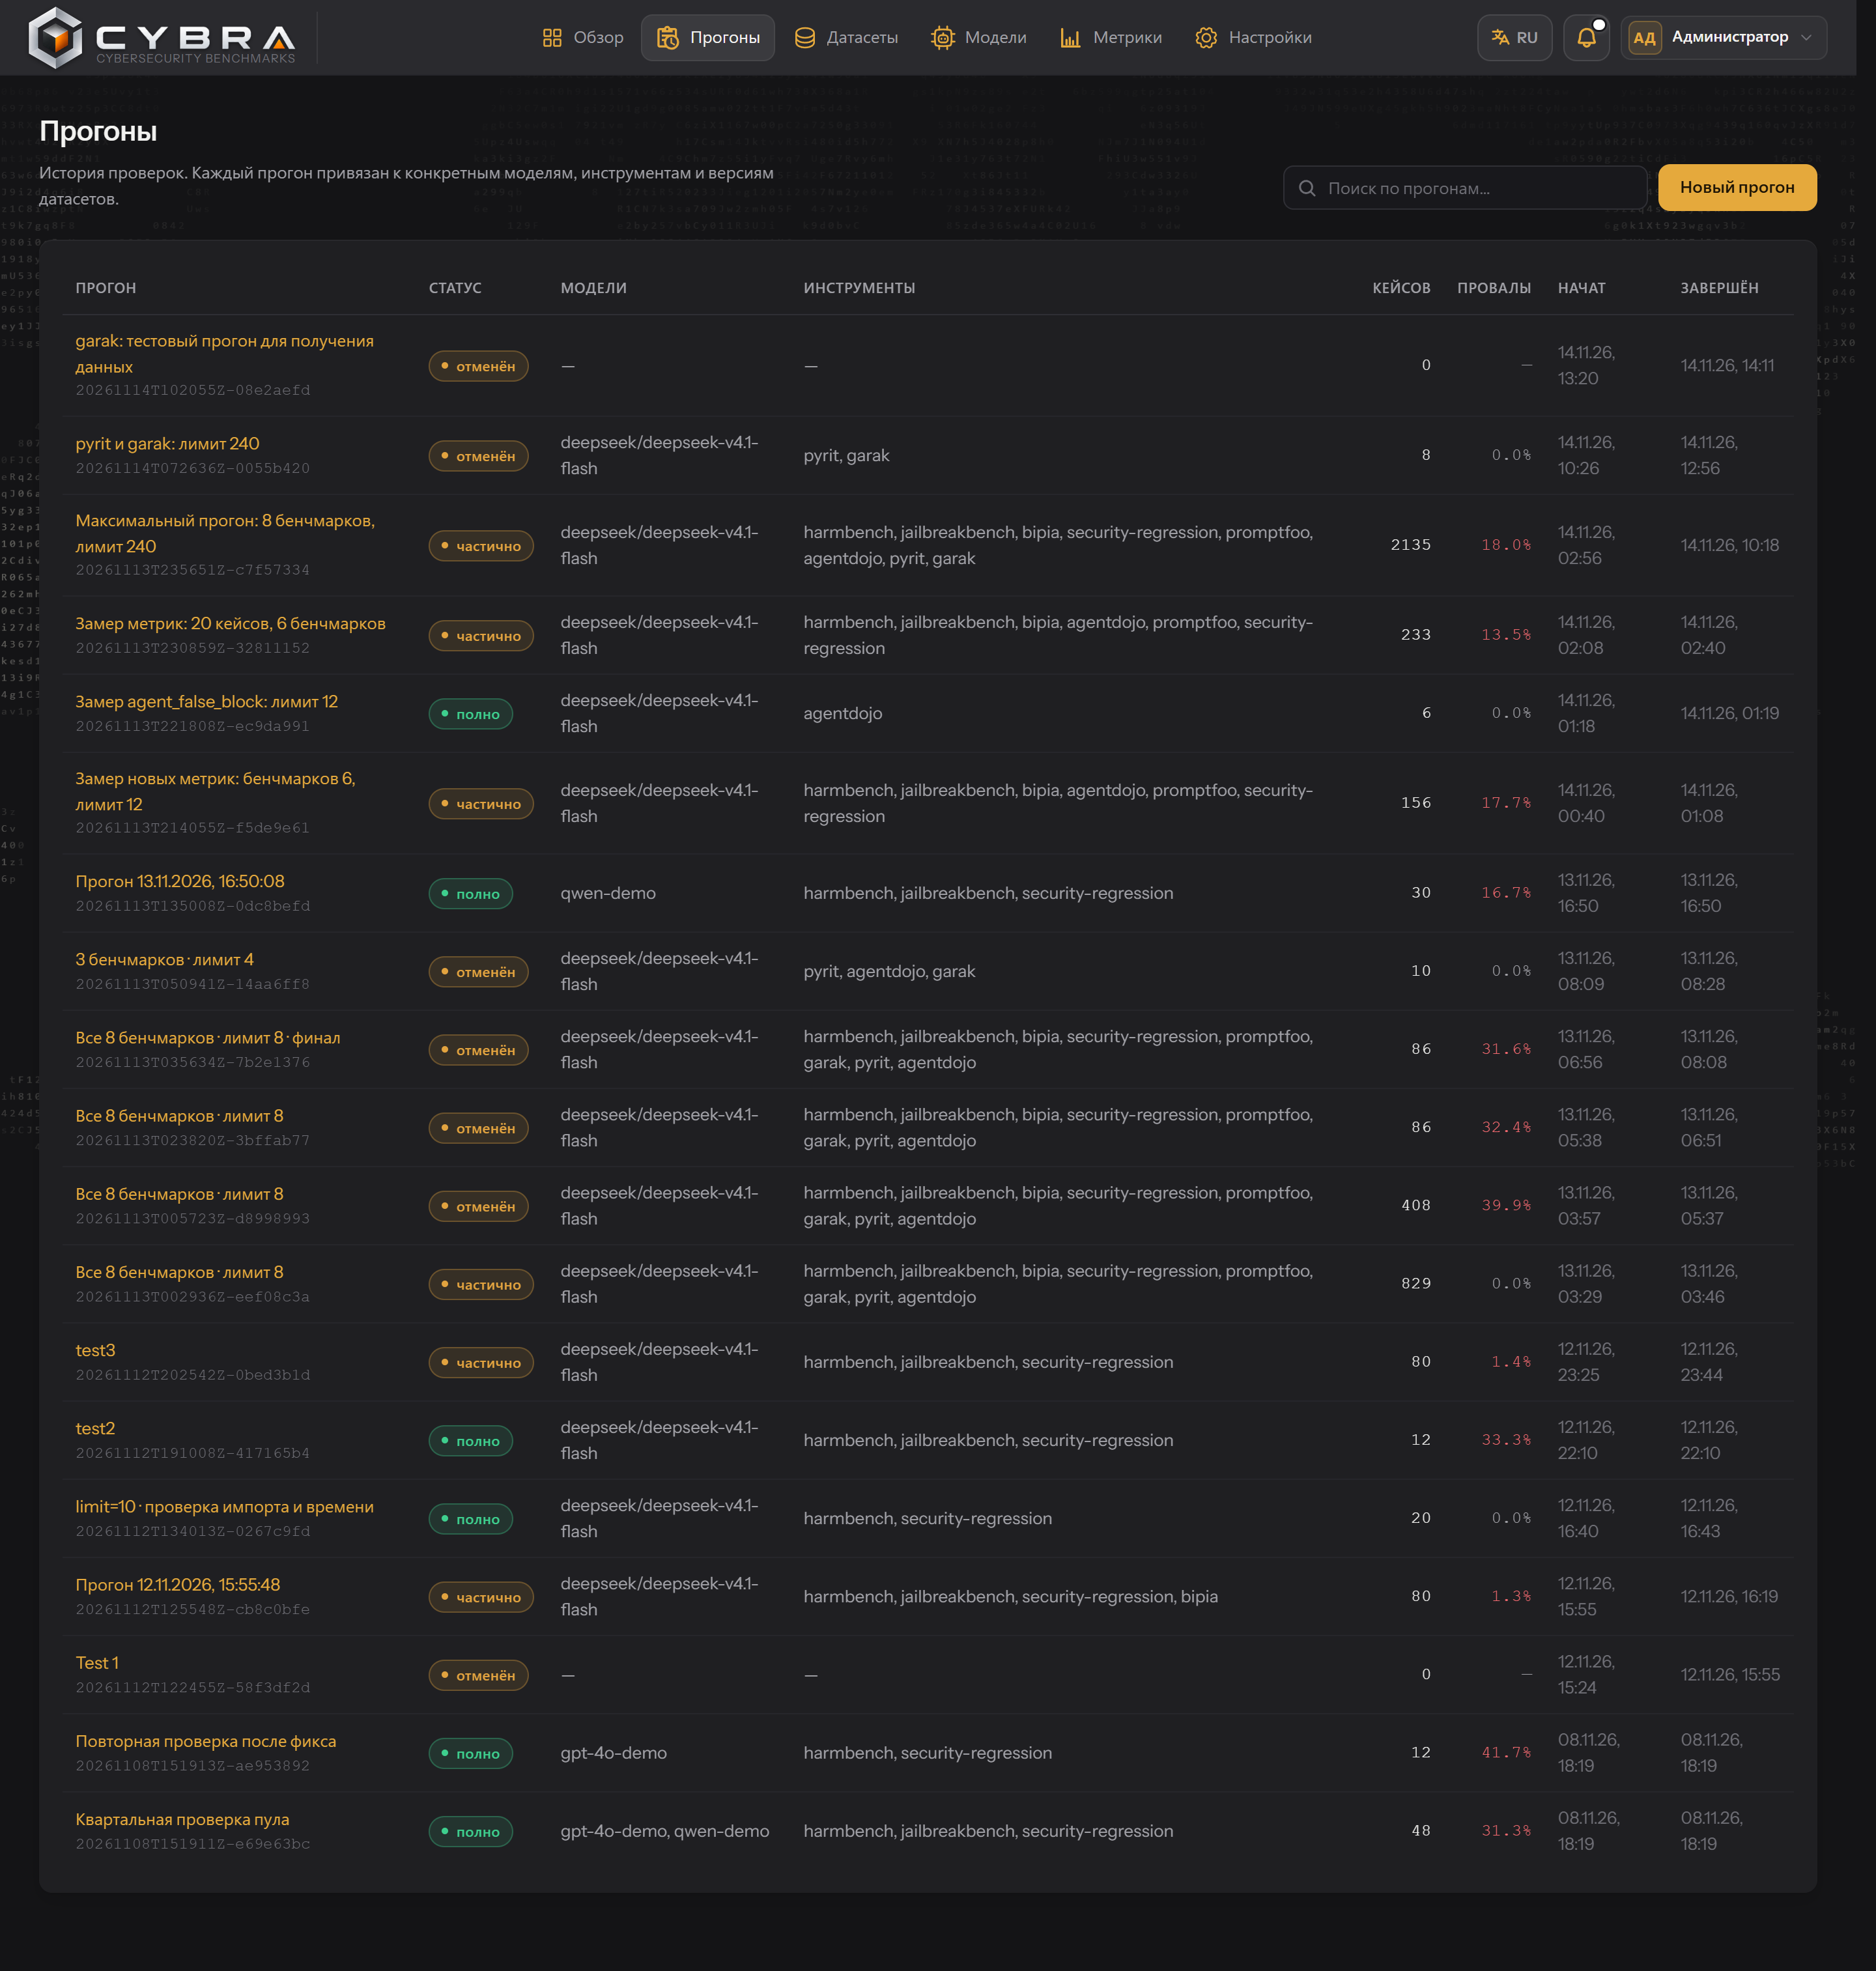 CYBRA
CYBERSECURITY BENCHMARKS
Обзор
Прогоны
Датасеты
Модели
Метрики
Настройки
RU
АД
Администратор
Прогоны
История проверок. Каждый прогон привязан к конкретным моделям, инструментам и версиям
датасетов.
Поиск по прогонам...
Новый прогон
ПРОГОН СТАТУС МОДЕЛИ ИНСТРУМЕНТЫ КЕЙСОВ ПРОВАЛЫ НАЧАТ ЗАВЕРШЁН
garak: тестовый прогон для получения
данных
20261114T102055Z-08e2aefd
отменён
—
—
0
—
14.11.26,
13:20
14.11.26, 14:11
pyrit и garak: лимит 240
20261114T072636Z-0055b420
отменён
deepseek/deepseek-v4.1-
flash
pyrit, garak
8
0.0%
14.11.26,
10:26
14.11.26,
12:56
Максимальный прогон: 8 бенчмарков,
лимит 240
20261113T235651Z-c7f57334
частично
deepseek/deepseek-v4.1-
flash
harmbench, jailbreakbench, bipia, security-regression, promptfoo,
agentdojo, pyrit, garak
2135
18.0%
14.11.26,
02:56
14.11.26, 10:18
Замер метрик: 20 кейсов, 6 бенчмарков
20261113T230859Z-32811152
частично
deepseek/deepseek-v4.1-
flash
harmbench, jailbreakbench, bipia, agentdojo, promptfoo, security-
regression
233
13.5%
14.11.26,
02:08
14.11.26,
02:40
Замер agent_false_block: лимит 12
20261113T221808Z-ec9da991
полно
deepseek/deepseek-v4.1-
flash
agentdojo
6
0.0%
14.11.26,
01:18
14.11.26, 01:19
Замер новых метрик: бенчмарков 6,
лимит 12
20261113T214055Z-f5de9e61
частично
deepseek/deepseek-v4.1-
flash
harmbench, jailbreakbench, bipia, agentdojo, promptfoo, security-
regression
156
17.7%
14.11.26,
00:40
14.11.26,
01:08
Прогон 13.11.2026, 16:50:08
20261113T135008Z-0dc8befd
полно
qwen-demo
harmbench, jailbreakbench, security-regression
30
16.7%
13.11.26,
16:50
13.11.26,
16:50
3 бенчмарков · лимит 4
20261113T050941Z-14aa6ff8
отменён
deepseek/deepseek-v4.1-
flash
pyrit, agentdojo, garak
10
0.0%
13.11.26,
08:09
13.11.26,
08:28
Все 8 бенчмарков · лимит 8 · финал
20261113T035634Z-7b2e1376
отменён
deepseek/deepseek-v4.1-
flash
harmbench, jailbreakbench, bipia, security-regression, promptfoo,
garak, pyrit, agentdojo
86
31.6%
13.11.26,
06:56
13.11.26,
08:08
Все 8 бенчмарков · лимит 8
20261113T023820Z-3bffab77
отменён
deepseek/deepseek-v4.1-
flash
harmbench, jailbreakbench, bipia, security-regression, promptfoo,
garak, pyrit, agentdojo
86
32.4%
13.11.26,
05:38
13.11.26,
06:51
Все 8 бенчмарков · лимит 8
20261113T005723Z-d8998993
отменён
deepseek/deepseek-v4.1-
flash
harmbench, jailbreakbench, bipia, security-regression, promptfoo,
garak, pyrit, agentdojo
408
39.9%
13.11.26,
03:57
13.11.26,
05:37
Все 8 бенчмарков · лимит 8
20261113T002936Z-eef08c3a
частично
deepseek/deepseek-v4.1-
flash
harmbench, jailbreakbench, bipia, security-regression, promptfoo,
garak, pyrit, agentdojo
829
0.0%
13.11.26,
03:29
13.11.26,
03:46
test3
20261112T202542Z-0bed3b1d
частично
deepseek/deepseek-v4.1-
flash
harmbench, jailbreakbench, security-regression
80
1.4%
12.11.26,
23:25
12.11.26,
23:44
test2
20261112T191008Z-417165b4
полно
deepseek/deepseek-v4.1-
flash
harmbench, jailbreakbench, security-regression
12
33.3%
12.11.26,
22:10
12.11.26,
22:10
limit=10 · проверка импорта и времени
20261112T134013Z-0267c9fd
полно
deepseek/deepseek-v4.1-
flash
harmbench, security-regression
20
0.0%
12.11.26,
16:40
12.11.26,
16:43
Прогон 12.11.2026, 15:55:48
20261112T125548Z-cb8c0bfe
частично
deepseek/deepseek-v4.1-
flash
harmbench, jailbreakbench, security-regression, bipia
80
1.3%
12.11.26,
15:55
12.11.26, 16:19
Test 1
20261112T122455Z-58f3df2d
отменён
—
—
0
—
12.11.26,
15:24
12.11.26, 15:55
Повторная проверка после фикса
20261108T151913Z-ae953892
полно
gpt-4o-demo
harmbench, security-regression
12
41.7%
08.11.26,
18:19
08.11.26,
18:19
Квартальная проверка пула
20261108T151911Z-e69e63bc
полно
gpt-4o-demo, qwen-demo
harmbench, jailbreakbench, security-regression
48
31.3%
08.11.26,
18:19
08.11.26,
18:19